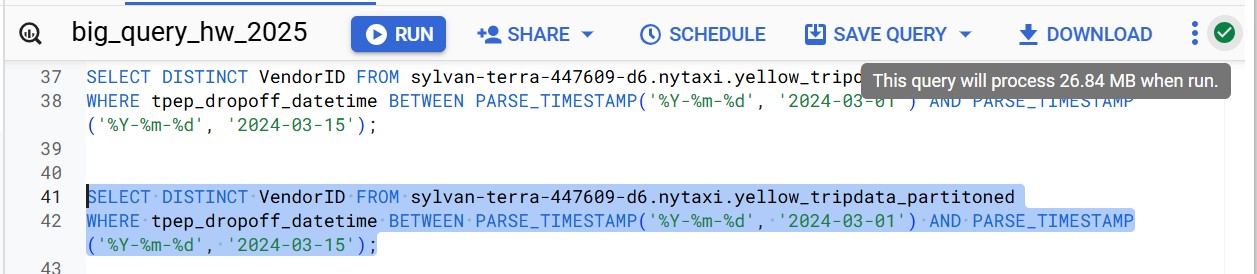 big_query_hw_2025 RUN SHARE SCHEDULE SAVE QUERY DOWNLOAD
This query will process 26.84 MB when run.
37 SELECT DISTINCT VendorID FROM sylvan-terra-447609-d6.nytaxi.yellow_tripd
38 WHERE tpep_dropoff_datetime BETWEEN PARSE_TIMESTAMP('%Y-%m-%d', '2024-03-01') AND PARSE_TIMESTAMP
('%Y-%m-%d', '2024-03-15');
39
40
41 SELECT DISTINCT VendorID FROM sylvan-terra-447609-d6.nytaxi.yellow_tripdata_partitoned
42 WHERE tpep_dropoff_datetime BETWEEN PARSE_TIMESTAMP('%Y-%m-%d', '2024-03-01') AND PARSE_TIMESTAMP
('%Y-%m-%d', '2024-03-15');
43